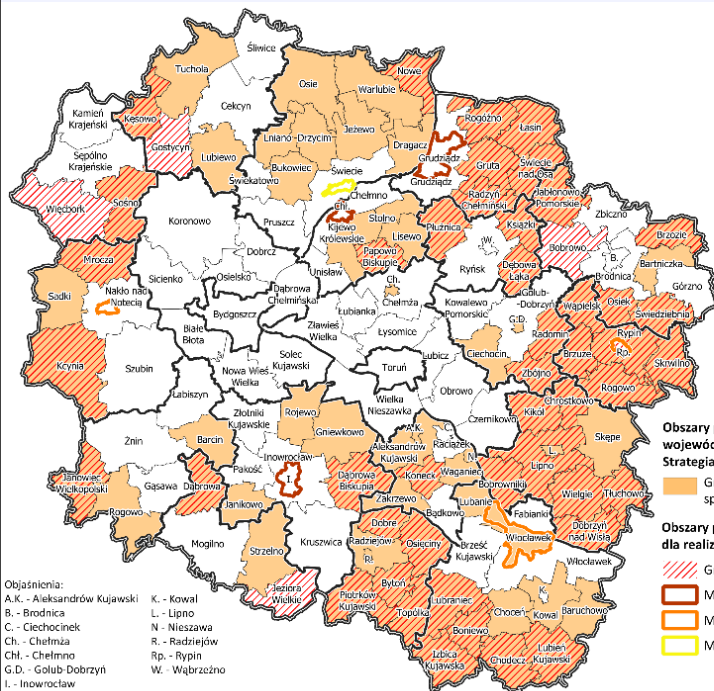 Śliwice
Tuchola
Osie
Nowe
Warlubie
Cekcyn
Kamień
Krajeński
Kęsowo
Rogóźno
Łasin
Gostycyn
Lniano
Drzycim
Jeżewo
Dragacz
Grudziądz
Gruta
Świecie
nad Osą
Sępólno
Krajeńskie
Lubiewo
Bukowiec
Świecie
Świekatowo
Grudziądz
Radzyń
Chełmiński
Jabłonowo
Pomorskie
Więcbork
Sośno
Chełmno
Chł.
Stolno
Zbiczno
Koronowo
Pruszcz
Kijewo
Królewskie
Lisewo
Płużnica
Książki
Bobrowo
Brzozie
Papowo
Biskupie
W.
B.
Bartniczka
Mrocza
Dobrcz
Unisław
Ryńsk
Dębowa
Łąka
Brodnica
Górzno
Sadki
Nakło nad
Notecią
Sicienko
Osielsko
Dąbrowa
Chełmińska
Ch.
Chełmża
Kowalewo
Pomorskie
Golub-
Dobrzyń
Wąpielsk
Osiek
Świedziebnia
Bydgoszcz
Łubianka
G.D.
Białe
Błota
Zławieś
Wielka
Łysomice
Radomin
Rypin
Rp.
Kcynia
Szubin
Nowa Wieś
Wielka
Solec
Kujawski
Toruń
Lubicz
Ciechocin
Brzuze
Skrwilno
Zbójno
Rogowo
Łabiszyn
Wielka
Nieszawka
Obrowo
Chrostkowo
Złotniki
Kujawskie
Rojewo
Czernikowo
Kikół
Żnin
Barcin
Gniewkowo
A.K.
Aleksandrów
Kujawski
Raciążek
Skępe
Inowrocław
N.
L.
Lipno
Pakość
Waganiec
Janowiec
Wielkopolski
Gąsawa
Dąbrowa
I.
Dąbrowa
Biskupia
Koneck
Bobrowniki
Wielgie
Tłuchowo
Rogowo
Janikowo
Zakrzewo
Lubanie
Fabianki
Dobrzyń
nad Wisłą
Bądkowo
Mogilno
Strzelno
Kruszwica
Dobre
Radziejów
Osięciny
Brześć
Kujawski
Włocławek
Włocławek
R.
Jeziora
Wielkie
Bytoń
Piotrków
Kujawski
Topólka
Lubraniec
Choceń
K.
Kowal
Baruchowo
Boniewo
Izbica
Kujawska
Chodecz
Lubień
Kujawski
Obszary
wojewód
Strategia
G
sp
Obszary
dla realiz
G
M
M
M
Objaśnienia:
A.K. - Aleksandrów Kujawski
B. - Brodnica
C. - Ciechocinek
Ch. - Chełmża
Chł. - Chełmno
G.D. - Golub-Dobrzyń
I. - Inowrocław
K. - Kowal
L. - Lipno
N - Nieszawa
R. - Radziejów
Rp. - Rypin
W. - Wąbrzeźno